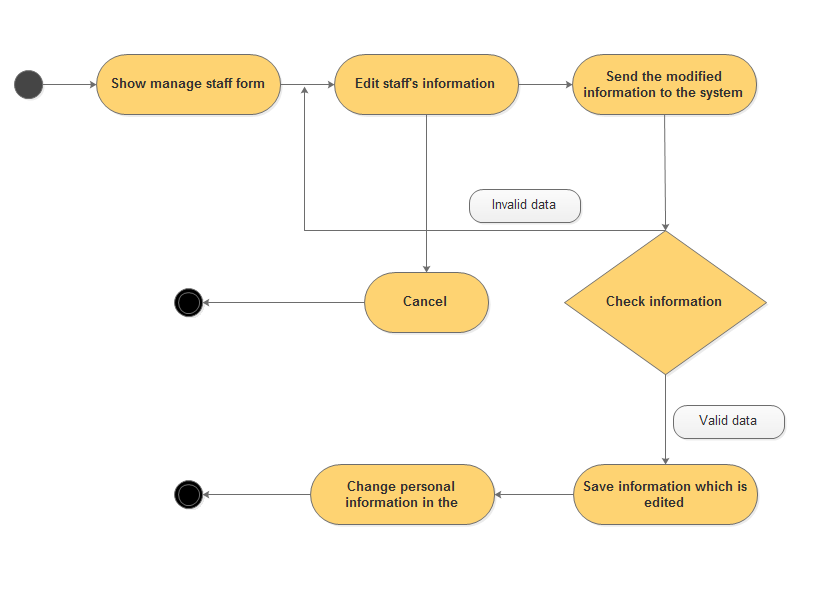 Show manage staff form
Edit staff's information
Send the modified
information to the system
Invalid data
Cancel
Check information
Valid data
Change personal
information in the
Save information which is
edited